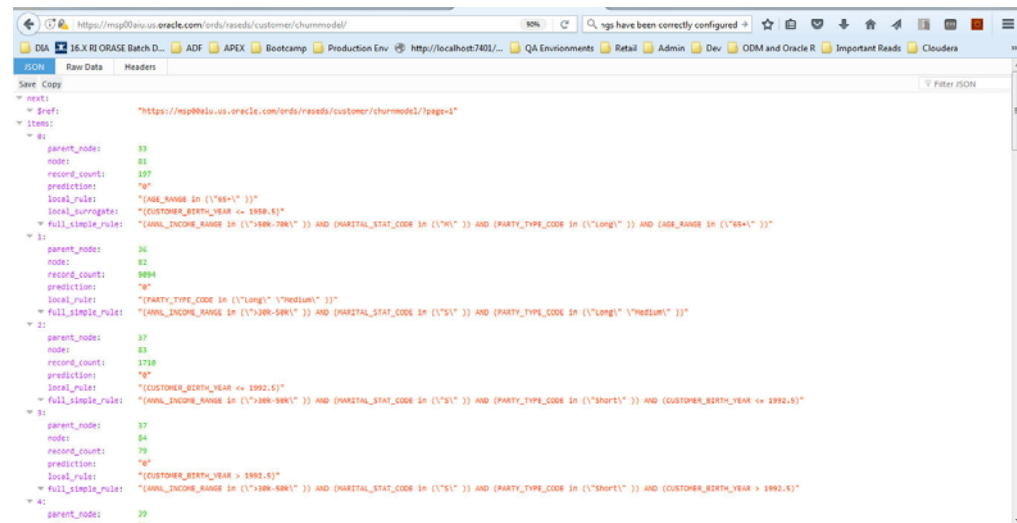 https://msp00aiu.us.oracle.com/ords/raseds/customer/churnmodel/ 90% ngs have been correctly configured
DIA 16.X RI ORASE Batch D... ADF APEX Bootcamp Production Env http://localhost:7401/... QA Envrionments Retail Admin Dev ODM and Oracle R Important Reads Cloudera
JSON Raw Data Headers
Save Copy Filter JSON
next:
$ref: "https://msp00aiu.us.oracle.com/ords/raseds/customer/churnmodel/?page=1"
items:
0:
parent_node: 33
node: 81
record_count: 197
prediction: "0"
local_rule: "(AGE_RANGE in (\"65+\" ))"
local_surrogate: "(CUSTOMER_BIRTH_YEAR <= 1950.5)"
full_simple_rule: "(ANNL_INCOME_RANGE in (\">50k-70k\" )) AND (MARITAL_STAT_CODE in (\"M\" )) AND (PARTY_TYPE_CODE in (\"Long\" )) AND (AGE_RANGE in (\"65+\" ))"
1:
parent_node: 36
node: 82
record_count: 9094
prediction: "0"
local_rule: "(PARTY_TYPE_CODE in (\"Long\" \"Medium\" ))"
full_simple_rule: "(ANNL_INCOME_RANGE in (\">30k-50k\" )) AND (MARITAL_STAT_CODE in (\"S\" )) AND (PARTY_TYPE_CODE in (\"Long\" \"Medium\" ))"
2:
parent_node: 37
node: 83
record_count: 1710
prediction: "0"
local_rule: "(CUSTOMER_BIRTH_YEAR <= 1992.5)"
full_simple_rule: "(ANNL_INCOME_RANGE in (\">30k-50k\" )) AND (MARITAL_STAT_CODE in (\"S\" )) AND (PARTY_TYPE_CODE in (\"Short\" )) AND (CUSTOMER_BIRTH_YEAR <= 1992.5)"
3:
parent_node: 37
node: 84
record_count: 79
prediction: "0"
local_rule: "(CUSTOMER_BIRTH_YEAR > 1992.5)"
full_simple_rule: "(ANNL_INCOME_RANGE in (\">30k-50k\" )) AND (MARITAL_STAT_CODE in (\"S\" )) AND (PARTY_TYPE_CODE in (\"Short\" )) AND (CUSTOMER_BIRTH_YEAR > 1992.5)"
4:
parent_node: 39